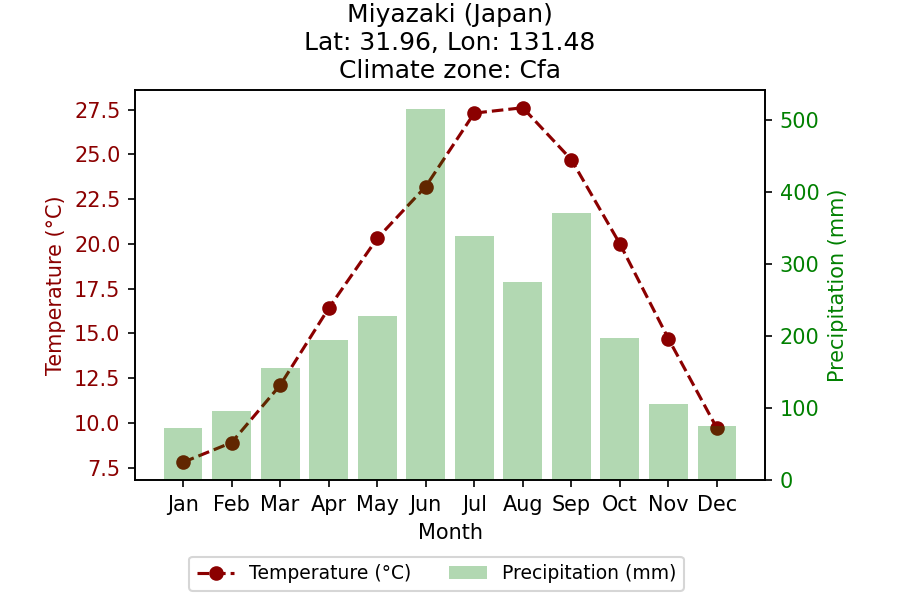 Miyazaki (Japan)
Lat: 31.96, Lon: 131.48
Climate zone: Cfa
Temperature (°C)
27.5
25.0
22.5
20.0
17.5
15.0
12.5
10.0
7.5
500
400
300
200
100
0
Precipitation (mm)
Jan Feb Mar Apr May Jun Jul Aug Sep Oct Nov Dec
Month
Temperature (°C) Precipitation (mm)